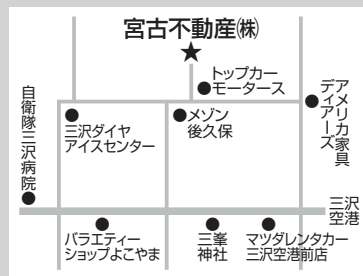 宮古不動産㈱
トップカー
モータース
自衛隊三沢病院
三沢ダイヤ
アイスセンター
メゾン
後久保
アメリカ家具
ディアーズ
三沢
空港
バラエティー
ショップよこやま
三峯
神社
マツダレンタカー
三沢空港前店